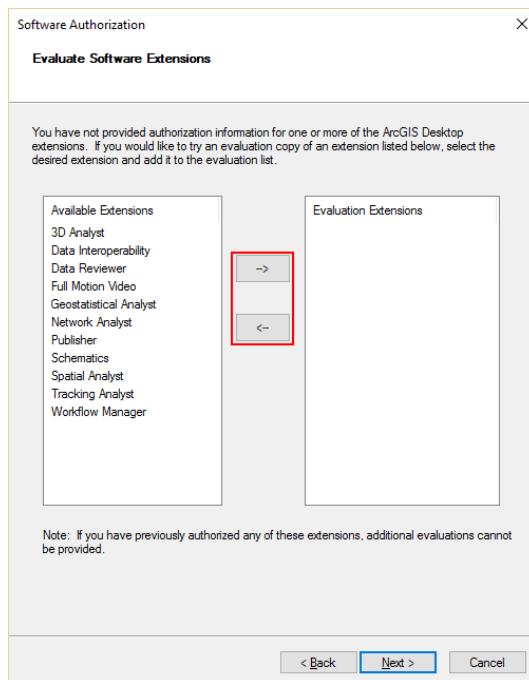 Software Authorization
Evaluate Software Extensions
You have not provided authorization information for one or more of the ArcGIS Desktop
extensions.  If you would like to try an evaluation copy of an extension listed below, select the
desired extension and add it to the evaluation list.
Available Extensions
3D Analyst
Data Interoperability
Data Reviewer
Full Motion Video
Geostatistical Analyst
Network Analyst
Publisher
Schematics
Spatial Analyst
Tracking Analyst
Workflow Manager
-->
<--
Evaluation Extensions
Note:  If you have previously authorized any of these extensions, additional evaluations cannot
be provided.
< Back
Next >
Cancel